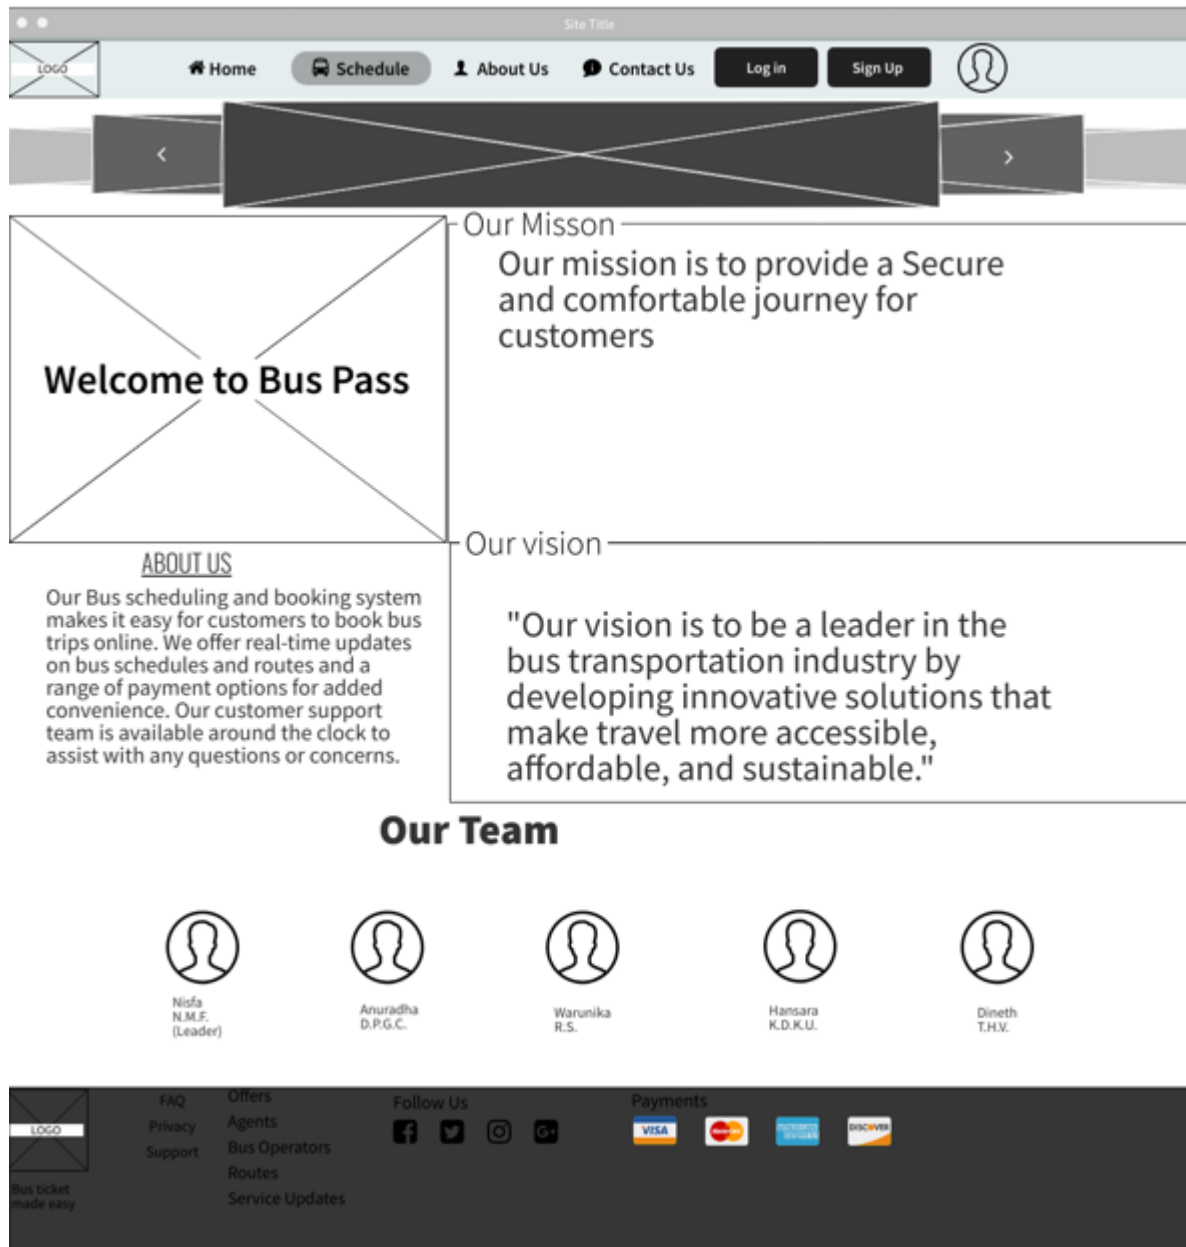 Site Title
LOGO
Home
Schedule
About Us
Contact Us
Log in
Sign Up
Our Misson
Our mission is to provide a Secure
and comfortable journey for
customers
Welcome to Bus Pass
Our vision
"Our vision is to be a leader in the
bus transportation industry by
developing innovative solutions that
make travel more accessible,
affordable, and sustainable."
ABOUT US
Our Bus scheduling and booking system
makes it easy for customers to book bus
trips online. We offer real-time updates
on bus schedules and routes and a
range of payment options for added
convenience. Our customer support
team is available around the clock to
assist with any questions or concerns.
Our Team
Nisfa
N.M.F.
(Leader)
Anuradha
D.P.G.C.
Warunika
R.S.
Hansara
K.D.K.U.
Dineth
T.H.V.
LOGO
Bus ticket
made easy
FAQ
Privacy
Support
Offers
Agents
Bus Operators
Routes
Service Updates
Follow Us
G+
Payments
VISA
DISCOVER